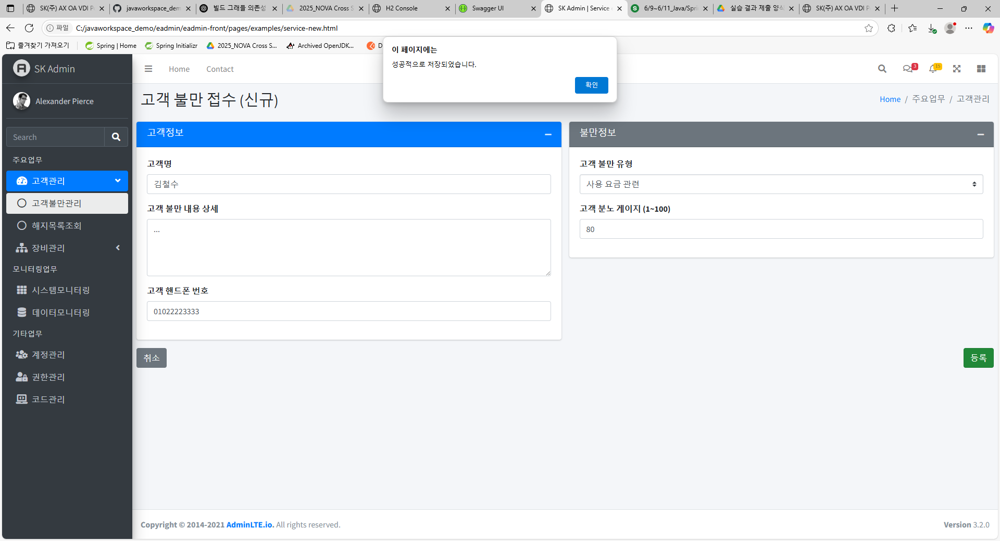 SK(주) AX OA VDI P
javaworkspace_dem
빌드 그래들 의존성
2025_NOVA Cross S
H2 Console
Swagger UI
SK Admin | Service
6/9~6/11_Java/Spri
실습 결과 제출 양식
SK(주) AX OA VDI P
파일
C:/javaworkspace_demo/eadmin/eadmin-front/pages/examples/service-new.html
즐겨찾기 가져오기
Spring | Home
Spring Initializr
2025_NOVA Cross S...
Archived OpenJDK...
D
이 페이지에는
성공적으로 저장되었습니다.
확인
SK Admin
Home
Contact
3
15
Alexander Pierce
Search
주요업무
고객관리
고객불만관리
해지목록조회
장비관리
모니터링업무
시스템모니터링
데이터모니터링
기타업무
계정관리
권한관리
코드관리
고객 불만 접수 (신규)
Home / 주요업무 / 고객관리
고객정보
고객명
김철수
고객 불만 내용 상세
...
고객 핸드폰 번호
01022223333
불만정보
고객 불만 유형
사용 요금 관련
고객 분노 게이지 (1~100)
80
취소
등록
Copyright © 2014-2021 AdminLTE.io. All rights reserved.
Version 3.2.0